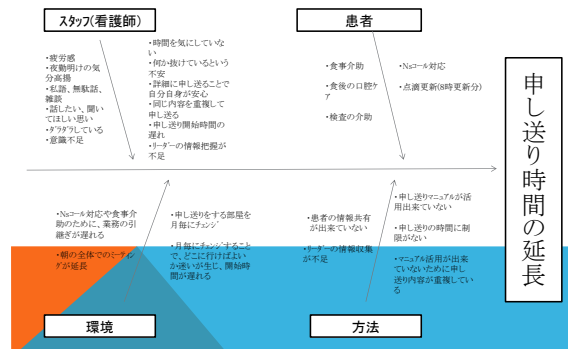 スタッフ(看護師)
・疲労感
・夜勤明けの気
分高揚
・私語、無駄話、
雑談
・話したい、聞い
てほしい思い
・ダラダラしている
・意識不足
・時間を気にしていな
い
・何か抜けているという
不安
・詳細に申し送ることで
自分自身が安心
・同じ内容を重複して
申し送る
・申し送り開始時間の
遅れ
・リーダーの情報把握が
不足
患者
・食事介助
・食後の口腔ケ
ア
・検査の介助
・Nsコール対応
・点滴更新(8時更新分)
申し送り時間の延長
・Nsコール対応や食事介
助のために、業務の引
継ぎが遅れる
・朝の全体でのミーティン
グが延長
・申し送りをする部屋を
月毎にチェンジ
・月毎にチェンジすること
で、どこに行けばよい
か迷いが生じ、開始時
間が遅れる
環境
・患者の情報共有
が出来ていない
・リーダーの情報収集
が不足
・申し送りマニュアルが活
用出来ていない
・申し送りの時間に制
限がない
・マニュアル活用が出来
ていないために申し
送り内容が重複してい
る
方法